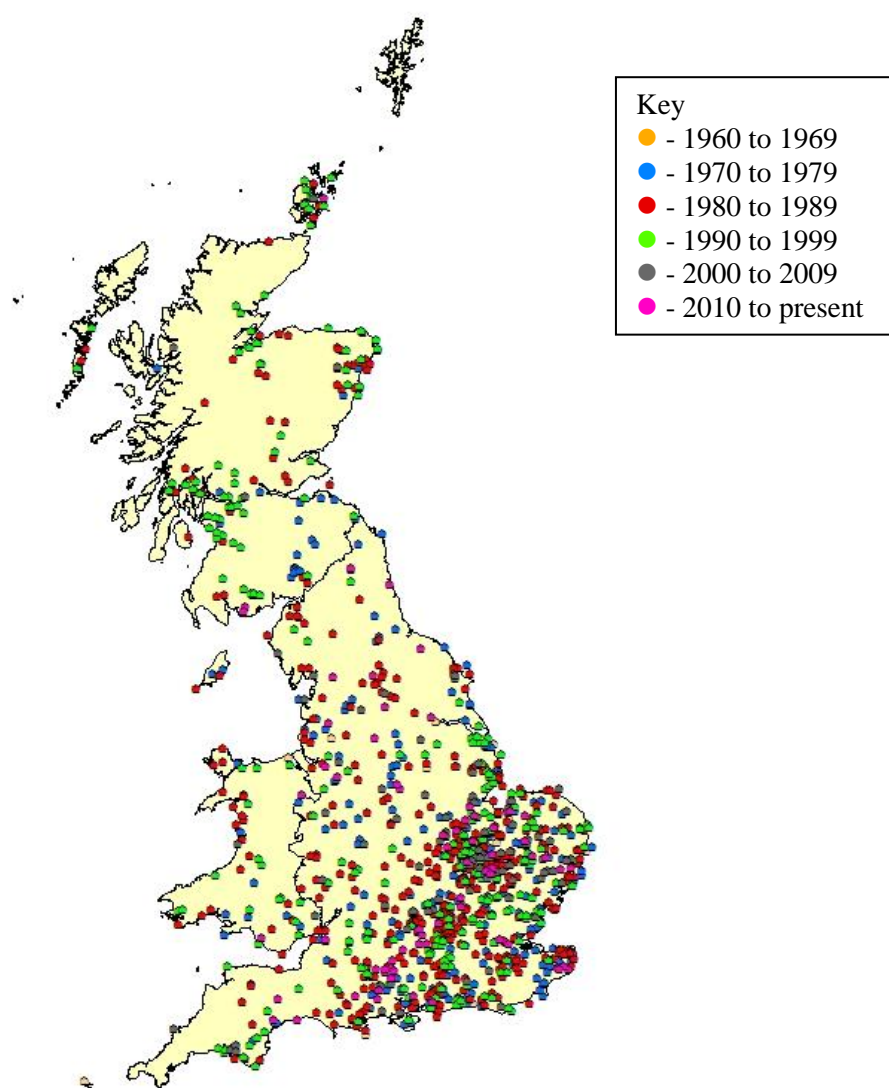 Key
- 1960 to 1969
- 1970 to 1979
- 1980 to 1989
- 1990 to 1999
- 2000 to 2009
- 2010 to present